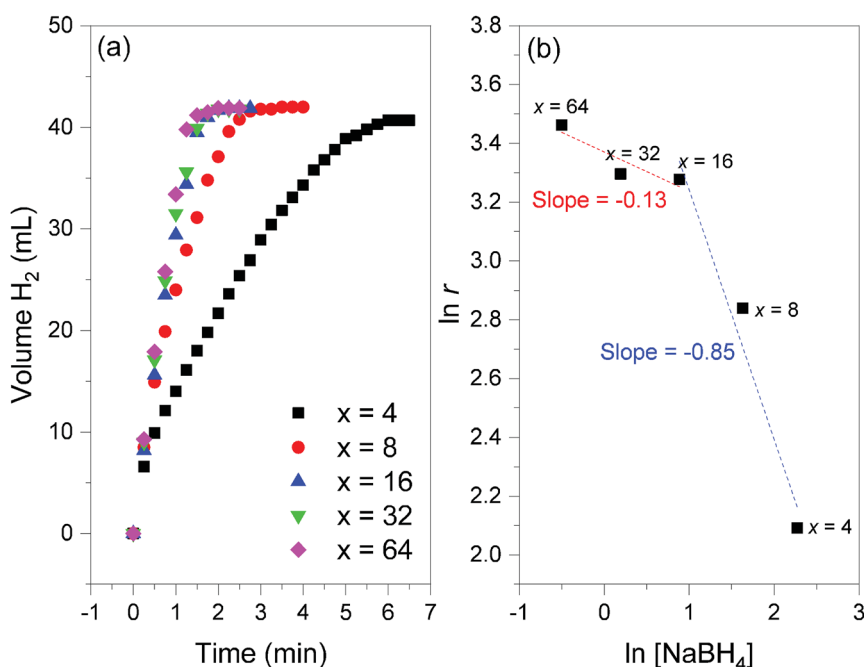 (a)
50
40
30
20
10
0
Volume H₂ (mL)
-1 0 1 2 3 4 5 6 7
Time (min)
x = 4
x = 8
x = 16
x = 32
x = 64
(b)
3.8
3.6
3.4
3.2
3.0
2.8
2.6
2.4
2.2
2.0
ln r
-1 0 1 2 3
ln [NaBH₄]
x = 64
x = 32
x = 16
Slope = -0.13
x = 8
Slope = -0.85
x = 4